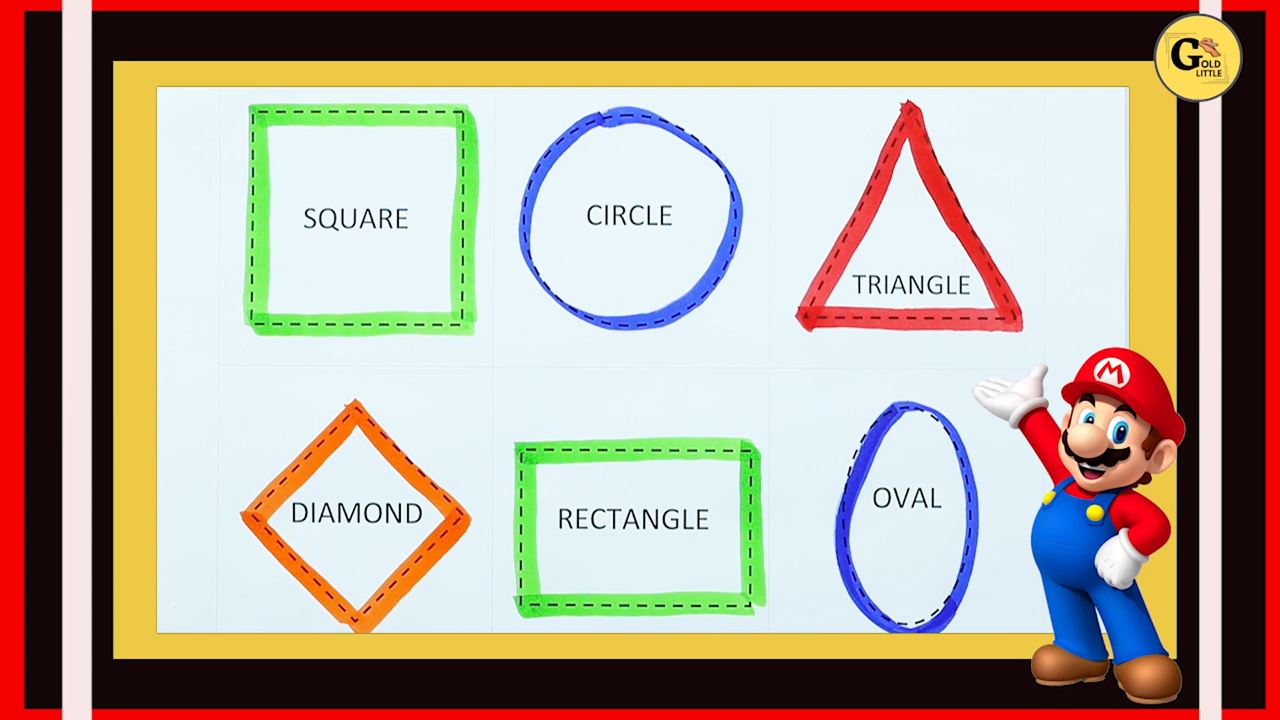 SQUARE
CIRCLE
TRIANGLE
DIAMOND
RECTANGLE
OVAL
GOLD
LITTLE
M